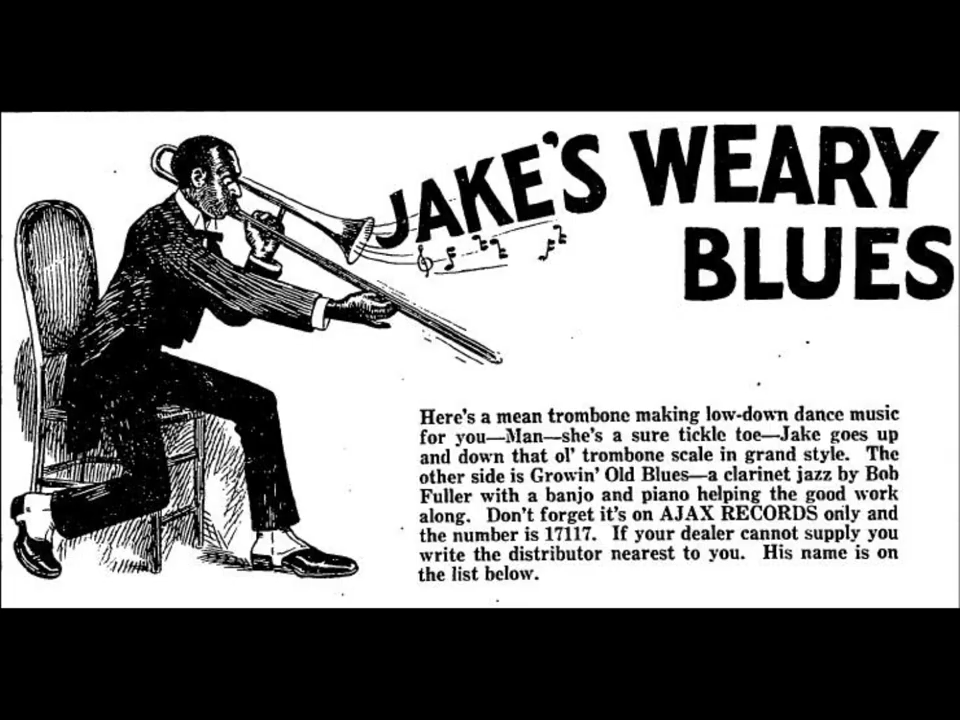 JAKE'S WEARY
BLUES
Here's a mean trombone making low-down dance music
for you—Man—she's a sure tickle toe—Jake goes up
and down that ol' trombone scale in grand style. The
other side is Growin' Old Blues—a clarinet jazz by Bob
Fuller with a banjo and piano helping the good work
along. Don't forget it's on AJAX RECORDS only and
the number is 17117. If your dealer cannot supply you
write the distributor nearest to you. His name is on
the list below.